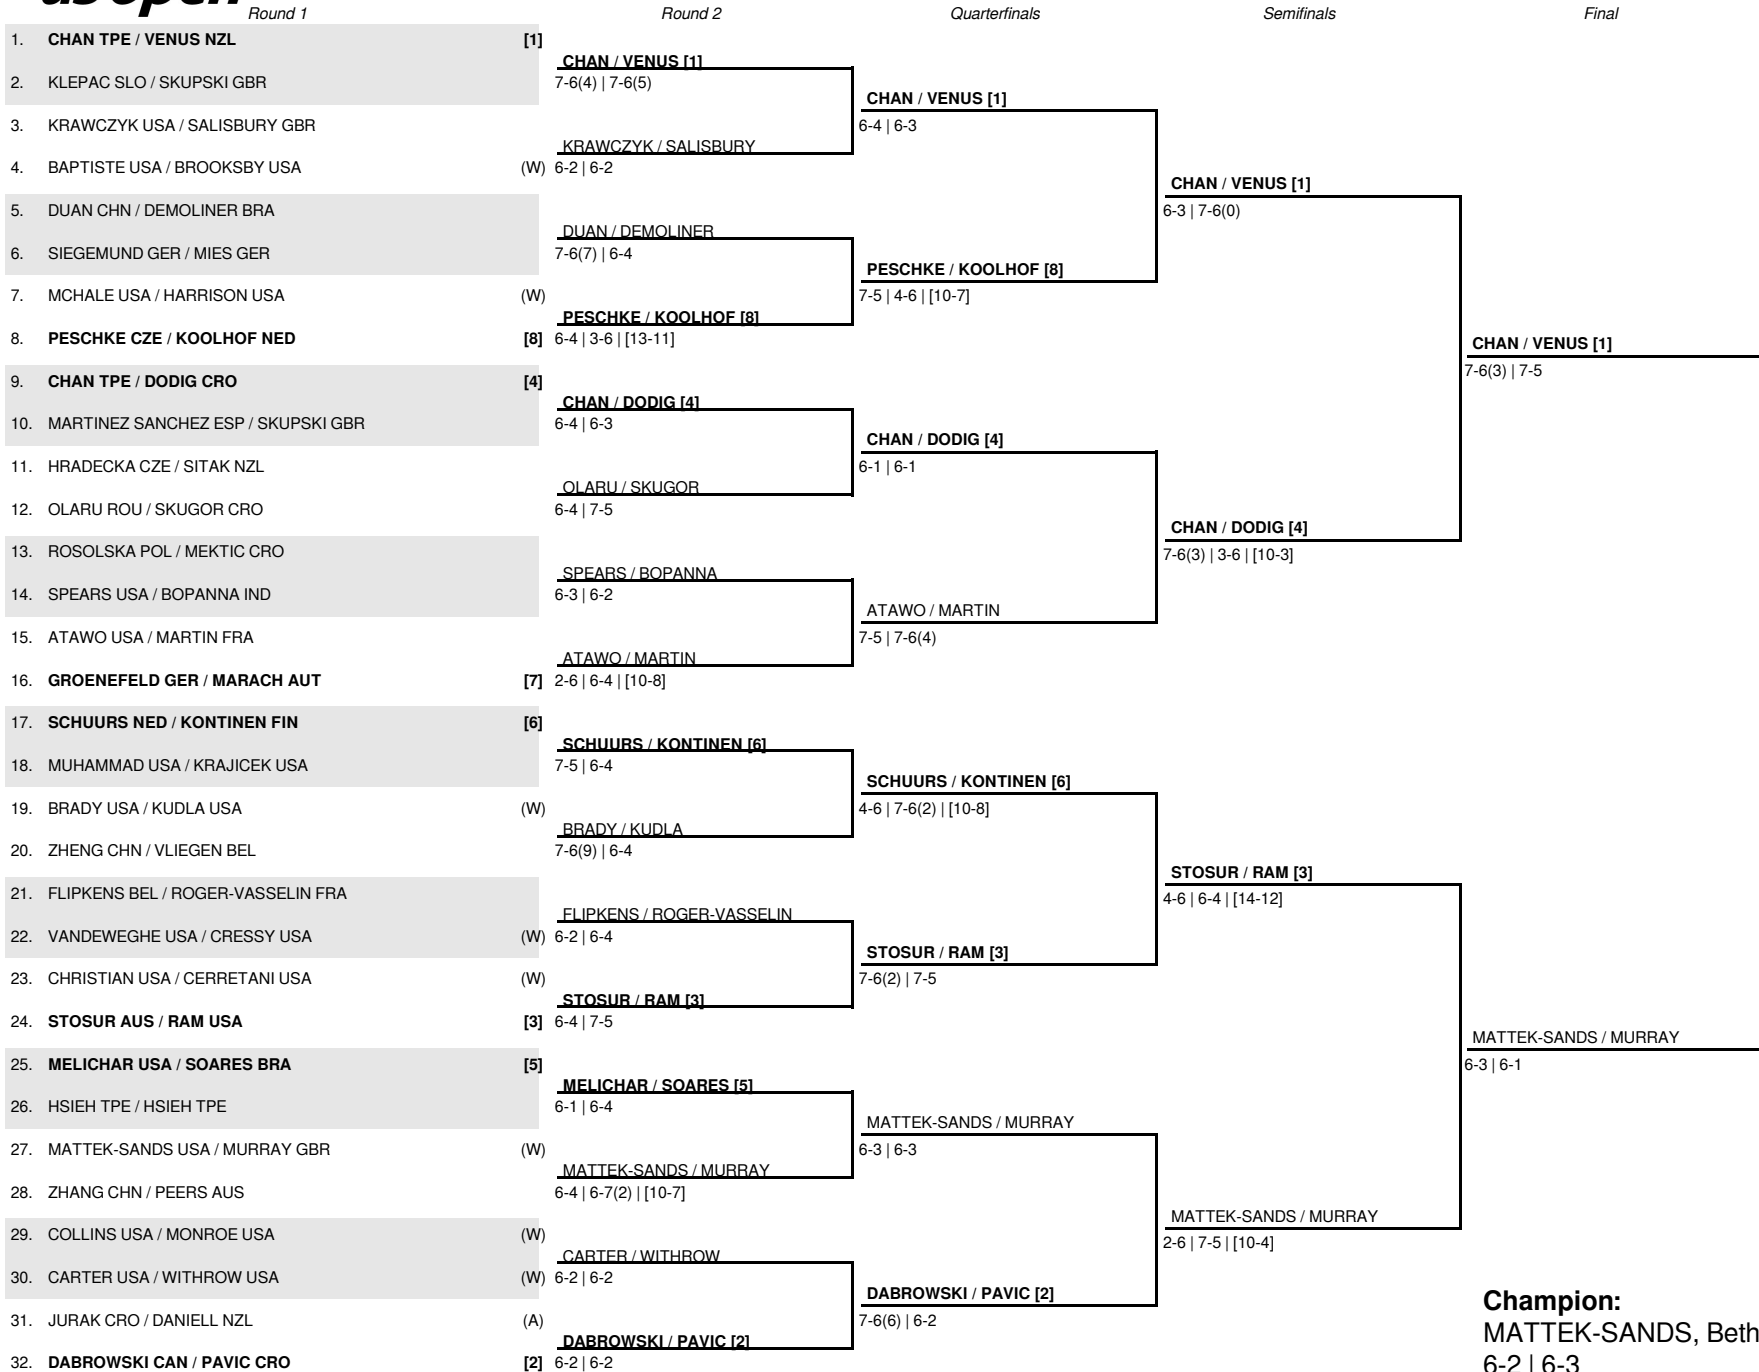 us open
Round 1 Round 2 Quarterfinals Semifinals Final
1. CHAN TPE / VENUS NZL [1]
CHAN / VENUS [1]
2. KLEPAC SLO / SKUPSKI GBR 7-6(4) | 7-6(5)
CHAN / VENUS [1]
3. KRAWCZYK USA / SALISBURY GBR 6-4 | 6-3
KRAWCZYK / SALISBURY
4. BAPTISTE USA / BROOKSBY USA (W) 6-2 | 6-2
CHAN / VENUS [1]
5. DUAN CHN / DEMOLINER BRA 6-3 | 7-6(0)
DUAN / DEMOLINER
6. SIEGEMUND GER / MIES GER 7-6(7) | 6-4
PESCHKE / KOOLHOF [8]
7. MCHALE USA / HARRISON USA (W) 7-5 | 4-6 | [10-7]
PESCHKE / KOOLHOF [8]
8. PESCHKE CZE / KOOLHOF NED [8] 6-4 | 3-6 | [13-11]
CHAN / VENUS [1]
7-6(3) | 7-5
9. CHAN TPE / DODIG CRO [4]
CHAN / DODIG [4]
10. MARTINEZ SANCHEZ ESP / SKUPSKI GBR 6-4 | 6-3
CHAN / DODIG [4]
11. HRADECKA CZE / SITAK NZL 6-1 | 6-1
OLARU / SKUGOR
12. OLARU ROU / SKUGOR CRO 6-4 | 7-5
CHAN / DODIG [4]
13. ROSOLSKA POL / MEKTIC CRO 7-6(3) | 3-6 | [10-3]
SPEARS / BOPANNA
14. SPEARS USA / BOPANNA IND 6-3 | 6-2
ATAWO / MARTIN
15. ATAWO USA / MARTIN FRA 7-5 | 7-6(4)
ATAWO / MARTIN
16. GROENEFELD GER / MARACH AUT [7] 2-6 | 6-4 | [10-8]
17. SCHUURS NED / KONTINEN FIN [6]
SCHUURS / KONTINEN [6]
18. MUHAMMAD USA / KRAJICEK USA 7-5 | 6-4
SCHUURS / KONTINEN [6]
19. BRADY USA / KUDLA USA (W) 4-6 | 7-6(2) | [10-8]
BRADY / KUDLA
20. ZHENG CHN / VLIEGEN BEL 7-6(9) | 6-4
STOSUR / RAM [3]
21. FLIPKENS BEL / ROGER-VASSELIN FRA 4-6 | 6-4 | [14-12]
FLIPKENS / ROGER-VASSELIN
22. VANDEWEGHE USA / CRESSY USA (W) 6-2 | 6-4
STOSUR / RAM [3]
23. CHRISTIAN USA / CERRETANI USA (W) 7-6(2) | 7-5
STOSUR / RAM [3]
24. STOSUR AUS / RAM USA [3] 6-4 | 7-5
MATTEK-SANDS / MURRAY
25. MELICHAR USA / SOARES BRA [5] 6-3 | 6-1
MELICHAR / SOARES [5]
26. HSIEH TPE / HSIEH TPE 6-1 | 6-4
MATTEK-SANDS / MURRAY
27. MATTEK-SANDS USA / MURRAY GBR (W) 6-3 | 6-3
MATTEK-SANDS / MURRAY
28. ZHANG CHN / PEERS AUS 6-4 | 6-7(2) | [10-7]
MATTEK-SANDS / MURRAY
29. COLLINS USA / MONROE USA (W) 2-6 | 7-5 | [10-4]
CARTER / WITHROW
30. CARTER USA / WITHROW USA (W) 6-2 | 6-2
DABROWSKI / PAVIC [2]
Champion:
31. JURAK CRO / DANIELL NZL (A) 7-6(6) | 6-2
MATTEK-SANDS, Beth
DABROWSKI / PAVIC [2]
32. DABROWSKI CAN / PAVIC CRO [2] 6-2 | 6-2
6-2 | 6-3